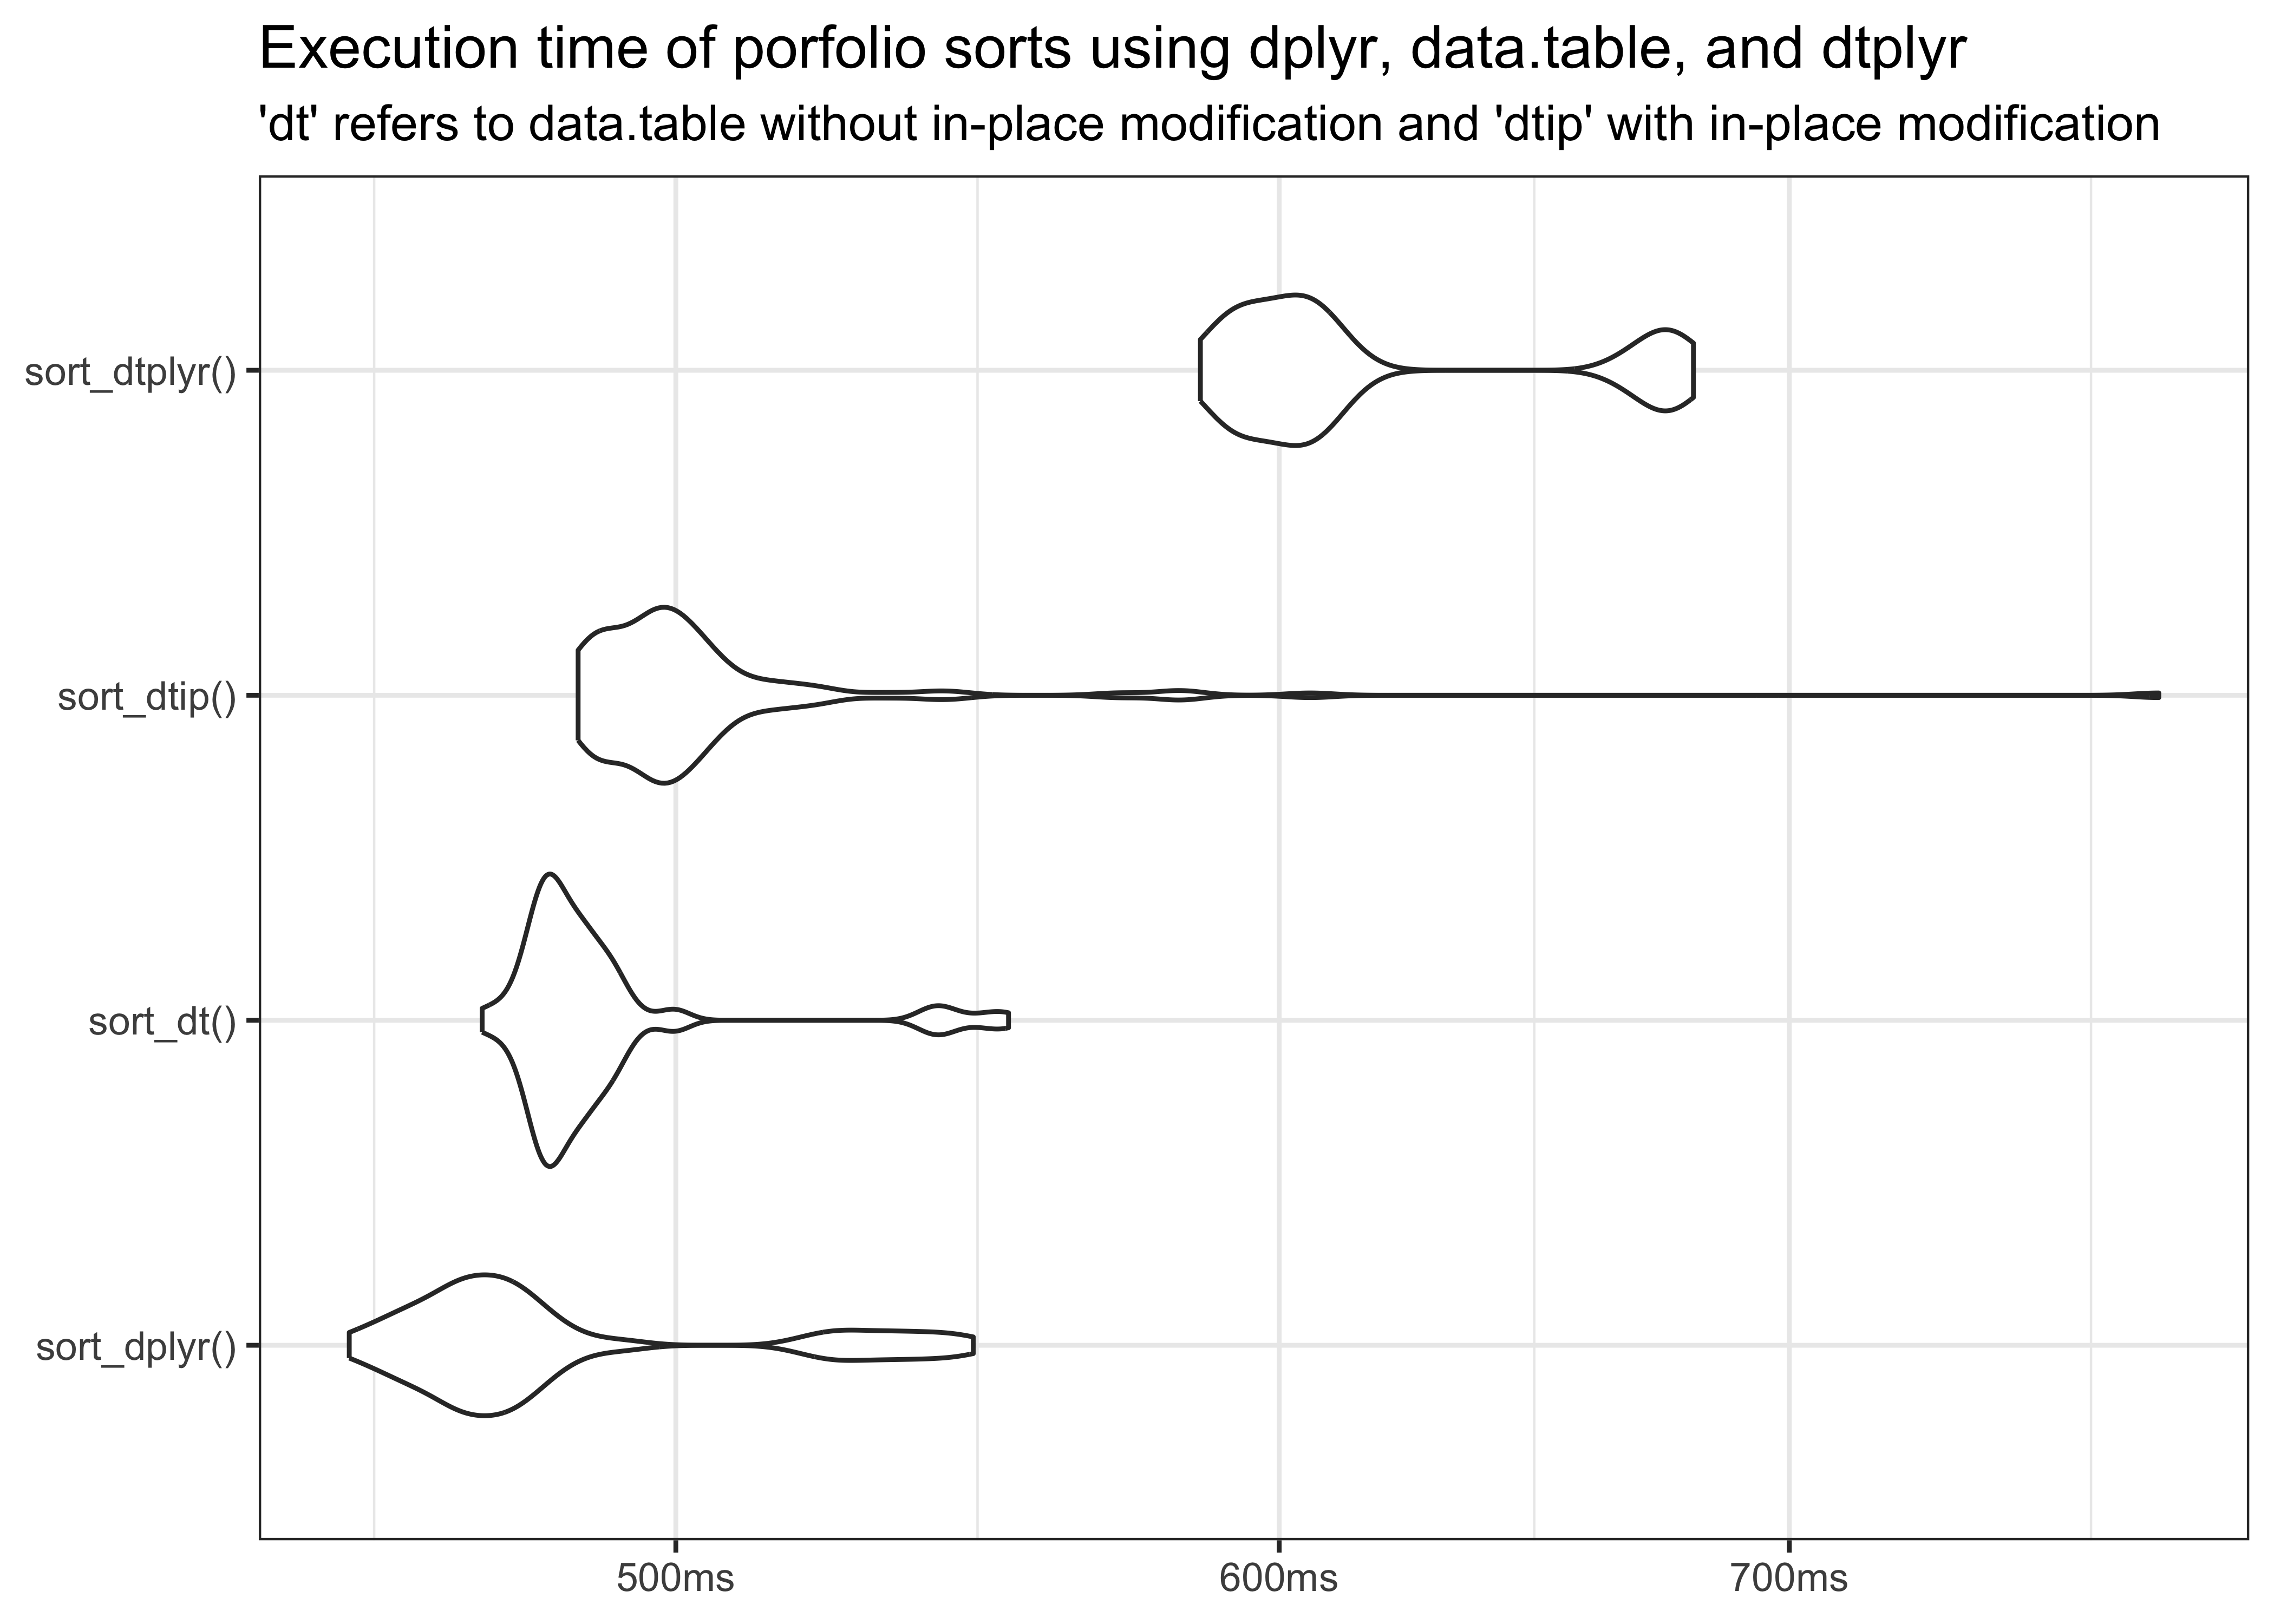 Execution time of porfolio sorts using dplyr, data.table, and dtplyr
'dt' refers to data.table without in-place modification and 'dtip' with in-place modification
sort_dtplyr()
sort_dtip()
sort_dt()
sort_dplyr()
500ms
600ms
700ms